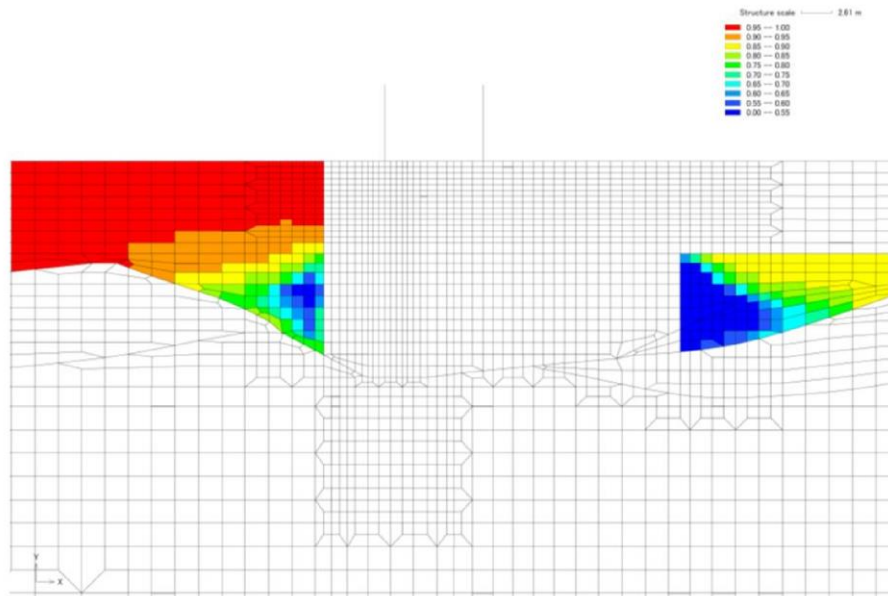 Structure scale 2.61 m
0.95 --- 1.00
0.90 --- 0.95
0.85 --- 0.90
0.80 --- 0.85
0.75 --- 0.80
0.70 --- 0.75
0.65 --- 0.70
0.60 --- 0.65
0.55 --- 0.60
0.00 --- 0.55
Y
X